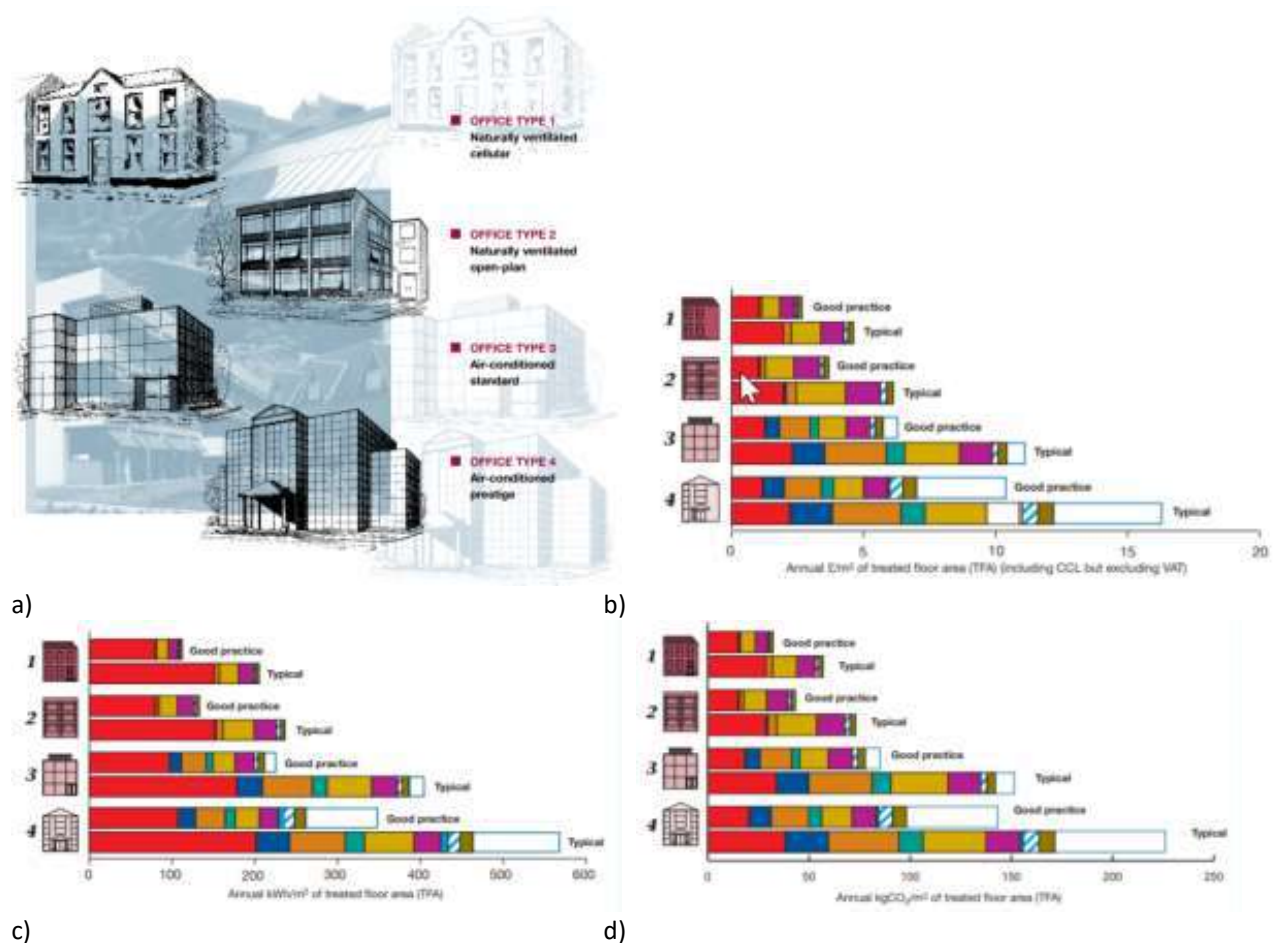 OFFICE TYPE 1
Naturally ventilated
cellular
OFFICE TYPE 2
Naturally ventilated
open-plan
OFFICE TYPE 3
Air-conditioned
standard
OFFICE TYPE 4
Air-conditioned
prestige
a)
1
Good practice
Typical
2
Good practice
Typical
3
Good practice
Typical
4
Good practice
Typical
0 5 10 15 20
Annual £/m² of treated floor area (TFA) (including CCL but excluding VAT)
b)
1
Good practice
Typical
2
Good practice
Typical
3
Good practice
Typical
4
Good practice
Typical
0 100 200 300 400 500 600
Annual kWh/m² of treated floor area (TFA)
c)
1
Good practice
Typical
2
Good practice
Typical
3
Good practice
Typical
4
Good practice
Typical
0 50 100 150 200 250
Annual kgCO₂/m² of treated floor area (TFA)
d)